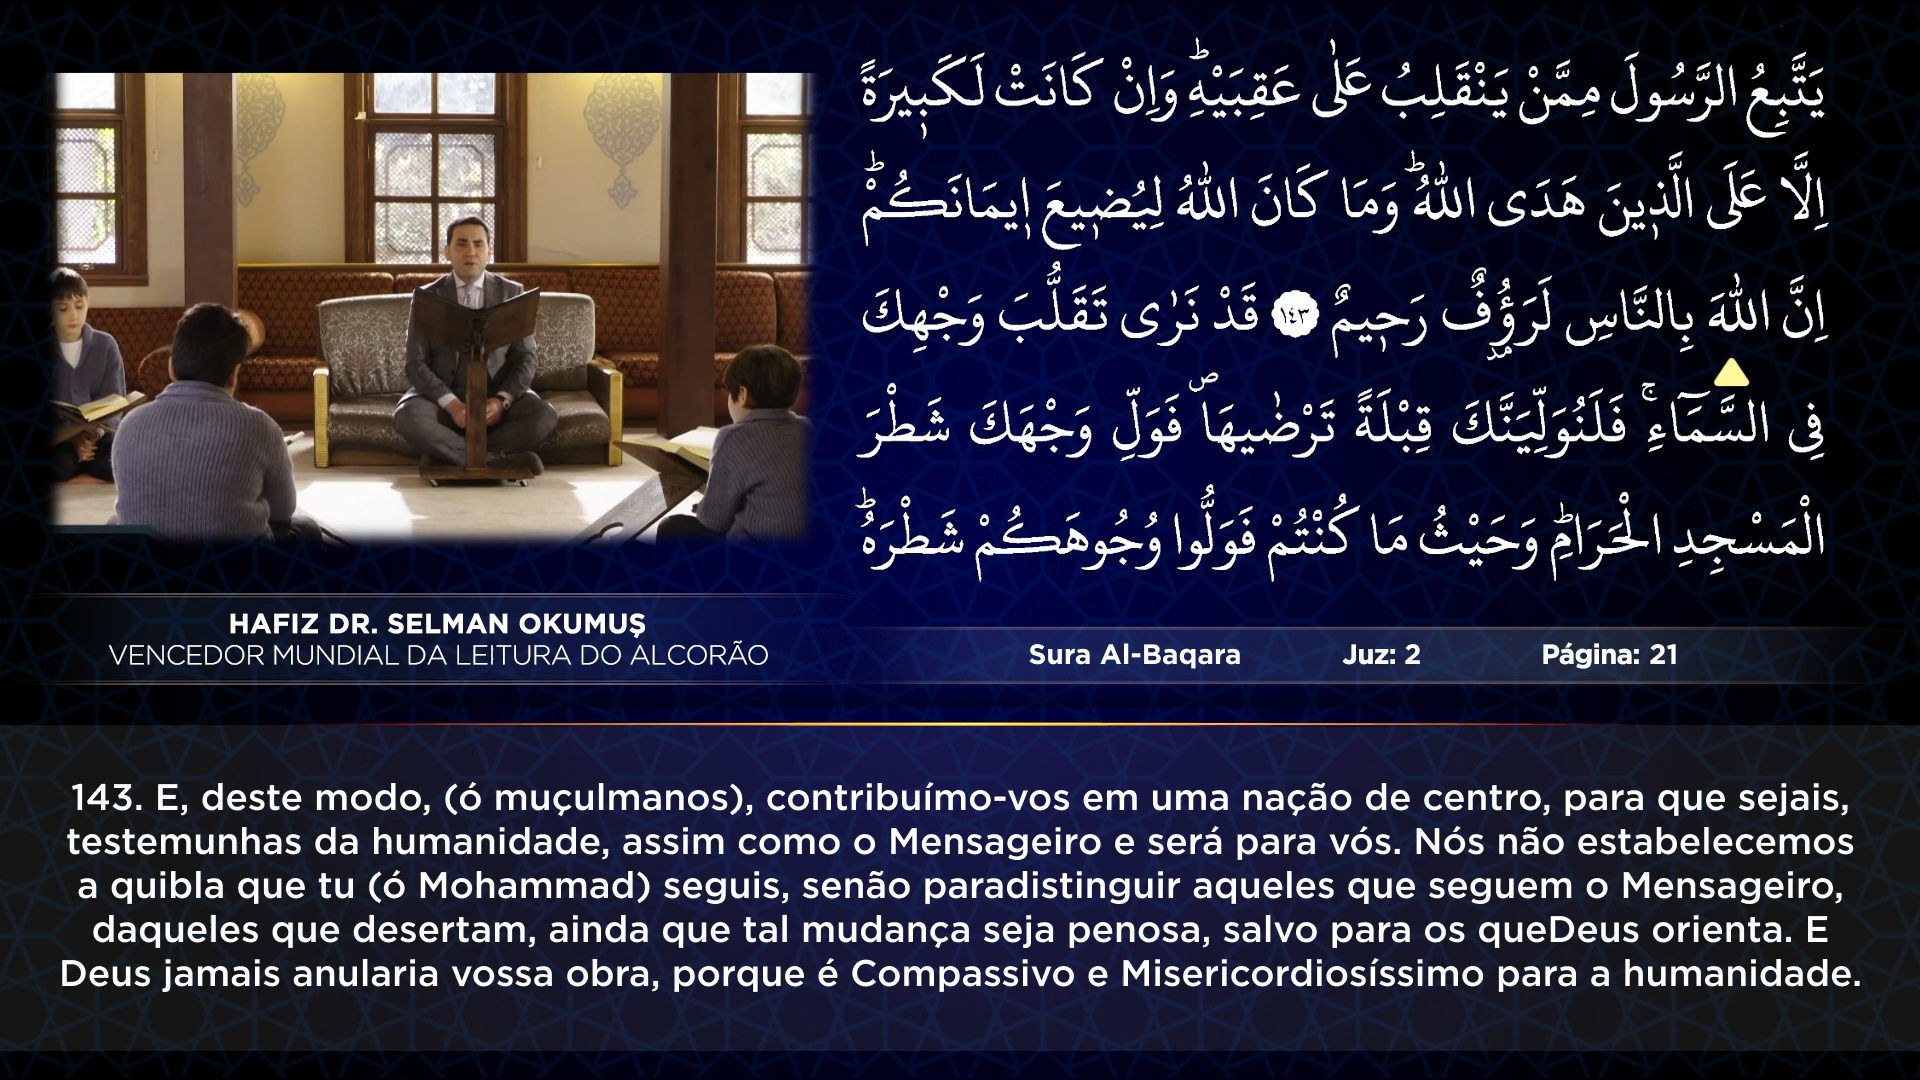 يَتَّبِعُ الرَّسُولَ مِمَّنْ يَنْقَلِبُ عَلٰى عَقِبَيْهِۜ وَاِنْ كَانَتْ لَكَب۪يرَةً
اِلَّا عَلَى الَّذ۪ينَ هَدَى اللّٰهُۜ وَمَا كَانَ اللّٰهُ لِيُض۪يعَ ا۪يمَانَكُمْۜ
اِنَّ اللّٰهَ بِالنَّاسِ لَرَؤُ۫فٌ رَح۪يمٌ ﴿١٤٣﴾ قَدْ نَرٰى تَقَلُّبَ وَجْهِكَ
فِى السَّمَٓاءِۚ فَلَنُوَلِّيَنَّكَ قِبْلَةً تَرْضٰيهَاۖ فَوَلِّ وَجْهَكَ شَطْرَ
الْمَسْجِدِ الْحَرَامِۜ وَحَيْثُ مَا كُنْتُمْ فَوَلُّوا وُجُوهَكُمْ شَطْرَهُۜ
HAFIZ DR. SELMAN OKUMUŞ
VENCEDOR MUNDIAL DA LEITURA DO ALCORÃO
Sura Al-Baqara Juz: 2 Página: 21
143. E, deste modo, (ó muçulmanos), contribuímo-vos em uma nação de centro, para que sejais,
testemunhas da humanidade, assim como o Mensageiro e será para vós. Nós não estabelecemos
a quibla que tu (ó Mohammad) seguis, senão paradistinguir aqueles que seguem o Mensageiro,
daqueles que desertam, ainda que tal mudança seja penosa, salvo para os queDeus orienta. E
Deus jamais anularia vossa obra, porque é Compassivo e Misericordiosíssimo para a humanidade.